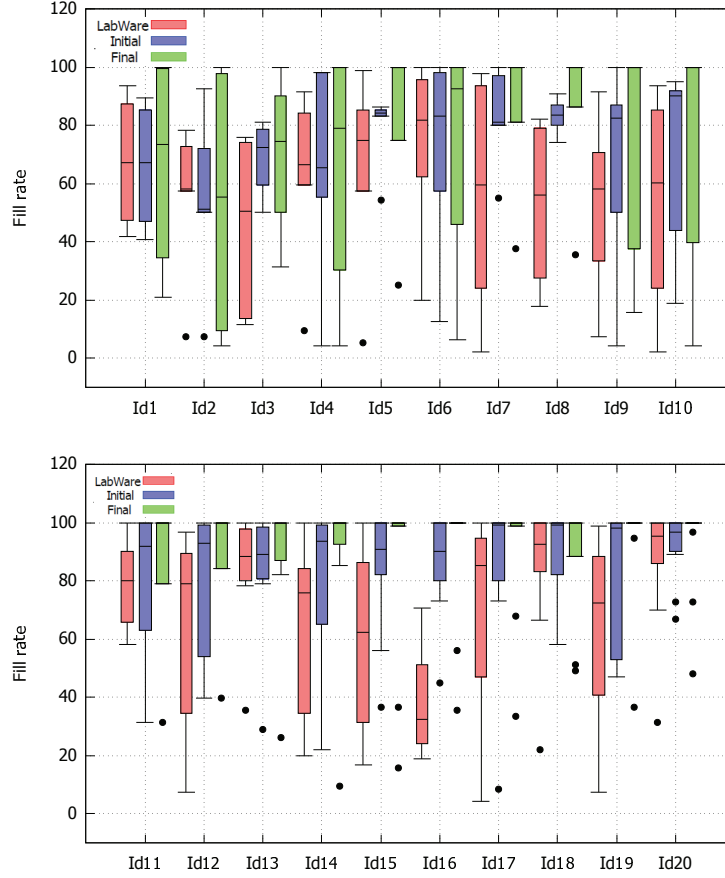 120
100
80
60
40
20
0
Fill rate
LabWare
Initial
Final
Id1 Id2 Id3 Id4 Id5 Id6 Id7 Id8 Id9 Id10
120
100
80
60
40
20
0
Fill rate
LabWare
Initial
Final
Id11 Id12 Id13 Id14 Id15 Id16 Id17 Id18 Id19 Id20